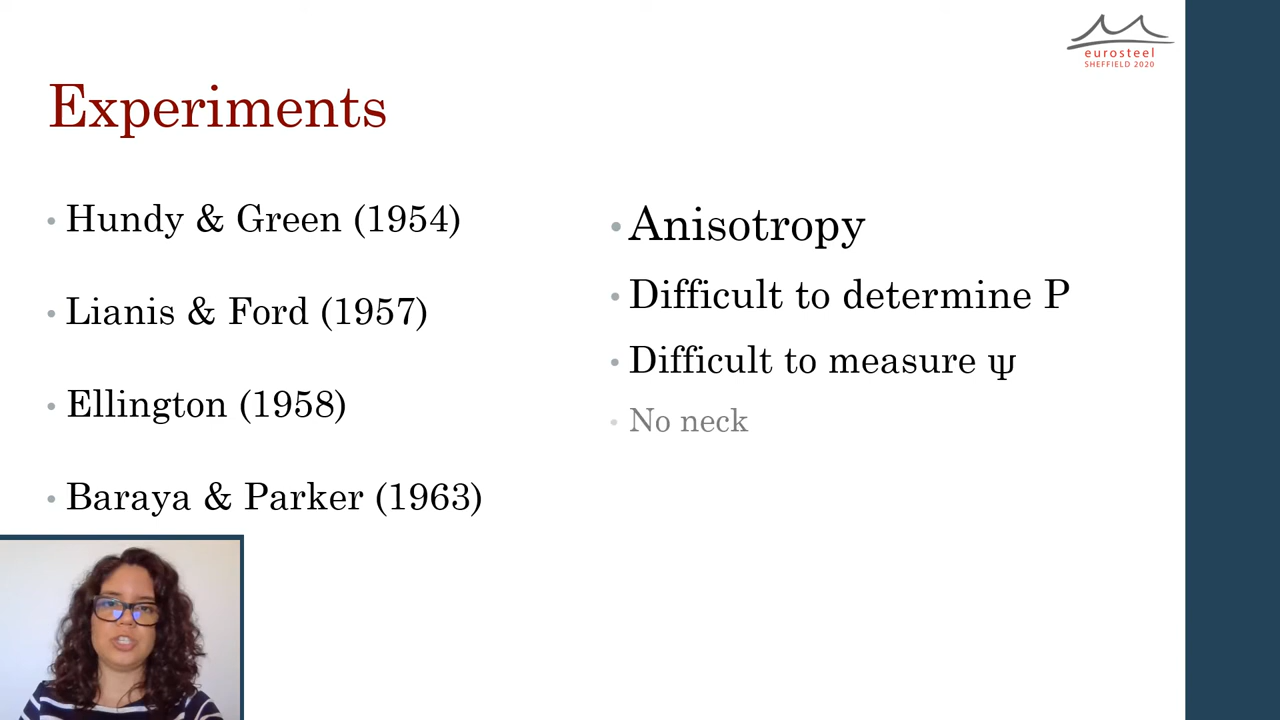 eurosteel
SHEFFIELD 2020
Experiments
• Hundy & Green (1954)
• Lianis & Ford (1957)
• Ellington (1958)
• Baraya & Parker (1963)
• Anisotropy
• Difficult to determine P
• Difficult to measure ψ
• No neck